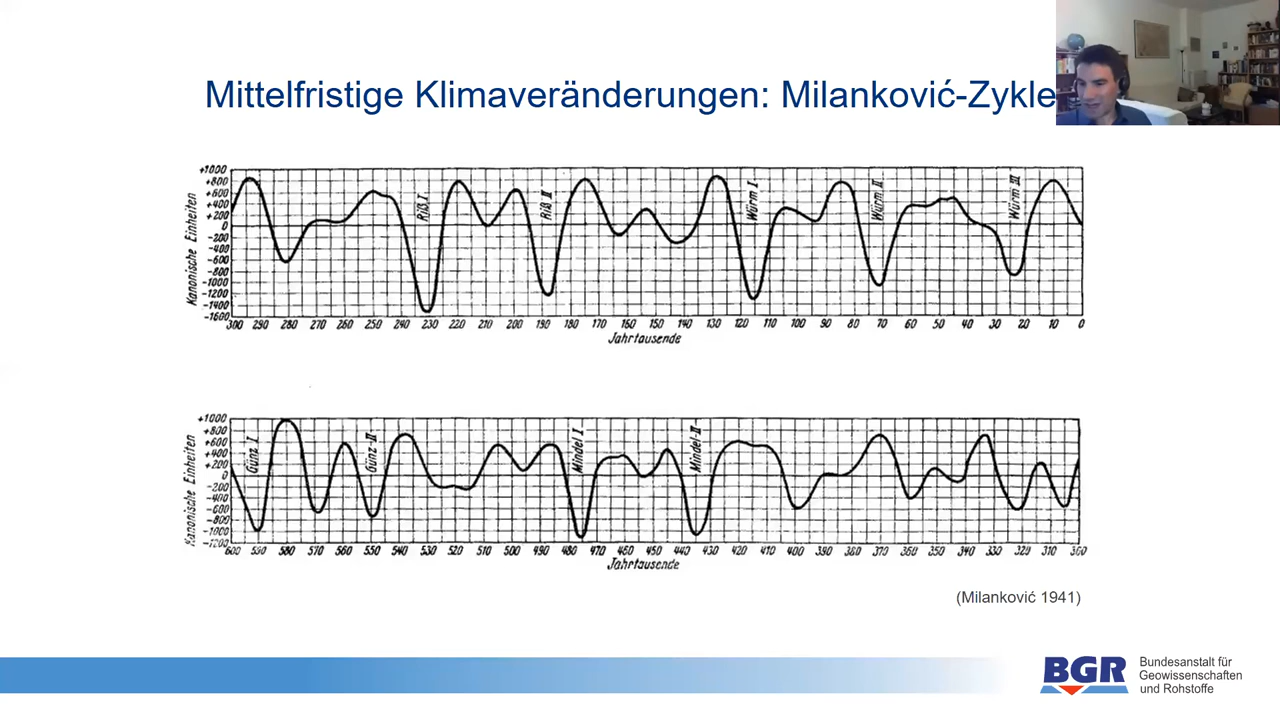 Mittelfristige Klimaveränderungen: Milanković-Zykle
+1000
+800
+600
+400
+200
0
-200
-400
-600
-800
-1000
-1200
-1400
-1600
Kanonische Einheiten
Riß I
Riß II
Würm I
Würm II
Würm III
300 290 280 270 260 250 240 230 220 210 200 190 180 170 160 150 140 130 120 110 100 90 80 70 60 50 40 30 20 10 0
Jahrtausende
+1000
+800
+600
+400
+200
0
-200
-400
-600
-800
-1000
-1200
Kanonische Einheiten
Günz I
Günz-II
Mindel I
Mindel-II
600 590 580 570 560 550 540 530 520 510 500 490 480 470 460 450 440 430 420 410 400 390 380 370 360 350 340 330 320 310 300
Jahrtausende
(Milanković 1941)
BGR
Bundesanstalt für
Geowissenschaften
und Rohstoffe